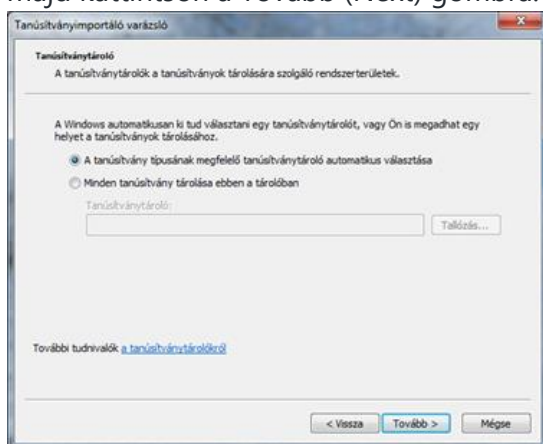 majd kattintson a Tovább (Next) gombra.
Tanúsítványimportáló varázsló
Tanúsítványtároló
A tanúsítványtárolók a tanúsítványok tárolására szolgáló rendszerterületek.
A Windows automatikusan ki tud választani egy tanúsítványtárolót, vagy Ön is megadhat egy
helyet a tanúsítványok tárolásához.
A tanúsítvány típusának megfelelő tanúsítványtároló automatikus választása
Minden tanúsítvány tárolása ebben a tárolóban
Tanúsítványtároló:
Tallózás...
További tudnivalók a tanúsítványtárolókról
< Vissza Tovább > Mégse